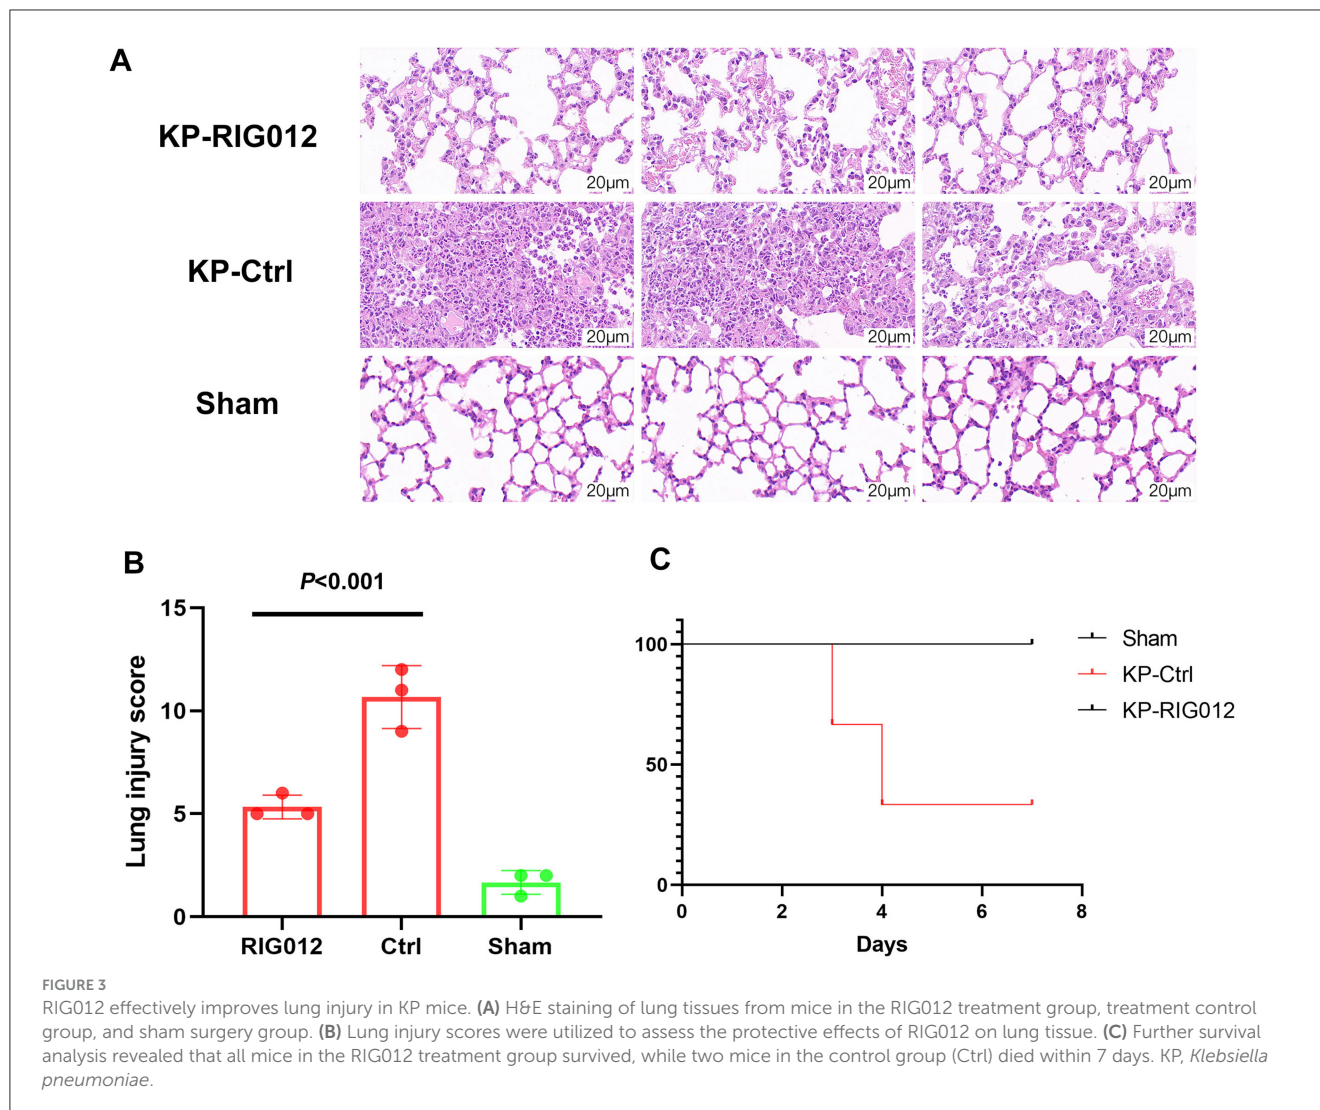 A
KP-RIG012
20μm 20μm 20μm
KP-Ctrl
20μm 20μm 20μm
Sham
20μm 20μm 20μm
B
P<0.001
Lung injury score
15
10
5
0
RIG012 Ctrl Sham
C
100
50
0
0 2 4 6 8
Days
Sham
KP-Ctrl
KP-RIG012
FIGURE 3
RIG012 effectively improves lung injury in KP mice. (A) H&E staining of lung tissues from mice in the RIG012 treatment group, treatment control
group, and sham surgery group. (B) Lung injury scores were utilized to assess the protective effects of RIG012 on lung tissue. (C) Further survival
analysis revealed that all mice in the RIG012 treatment group survived, while two mice in the control group (Ctrl) died within 7 days. KP, Klebsiella
pneumoniae.